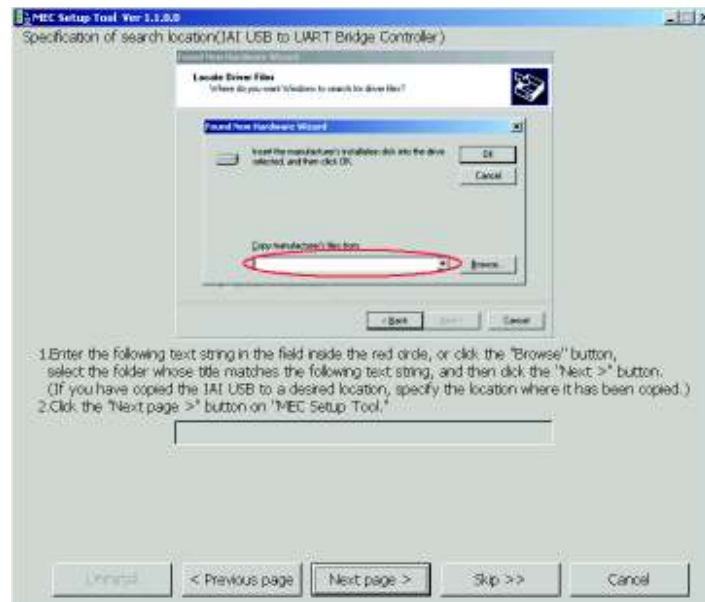 MEC Setup Tool Ver 1.1.0.0
Specification of search location(IAI USB to UART Bridge Controller)
Found New Hardware Wizard
Locate Driver Files
Where do you want Windows to search for driver files?
Found New Hardware Wizard
Insert the manufacturer's installation disk into the drive
selected, and then click OK.
OK
Cancel
Copy manufacturer's files from:
Browse...
< Back
Cancel
1.Enter the following text string in the field inside the red circle, or click the "Browse" button,
select the folder whose title matches the following text string, and then click the "Next >" button.
(If you have copied the IAI USB to a desired location, specify the location where it has been copied.)
2.Click the "Next page >" button on "MEC Setup Tool."
Uninstall
< Previous page
Next page >
Skip >>
Cancel